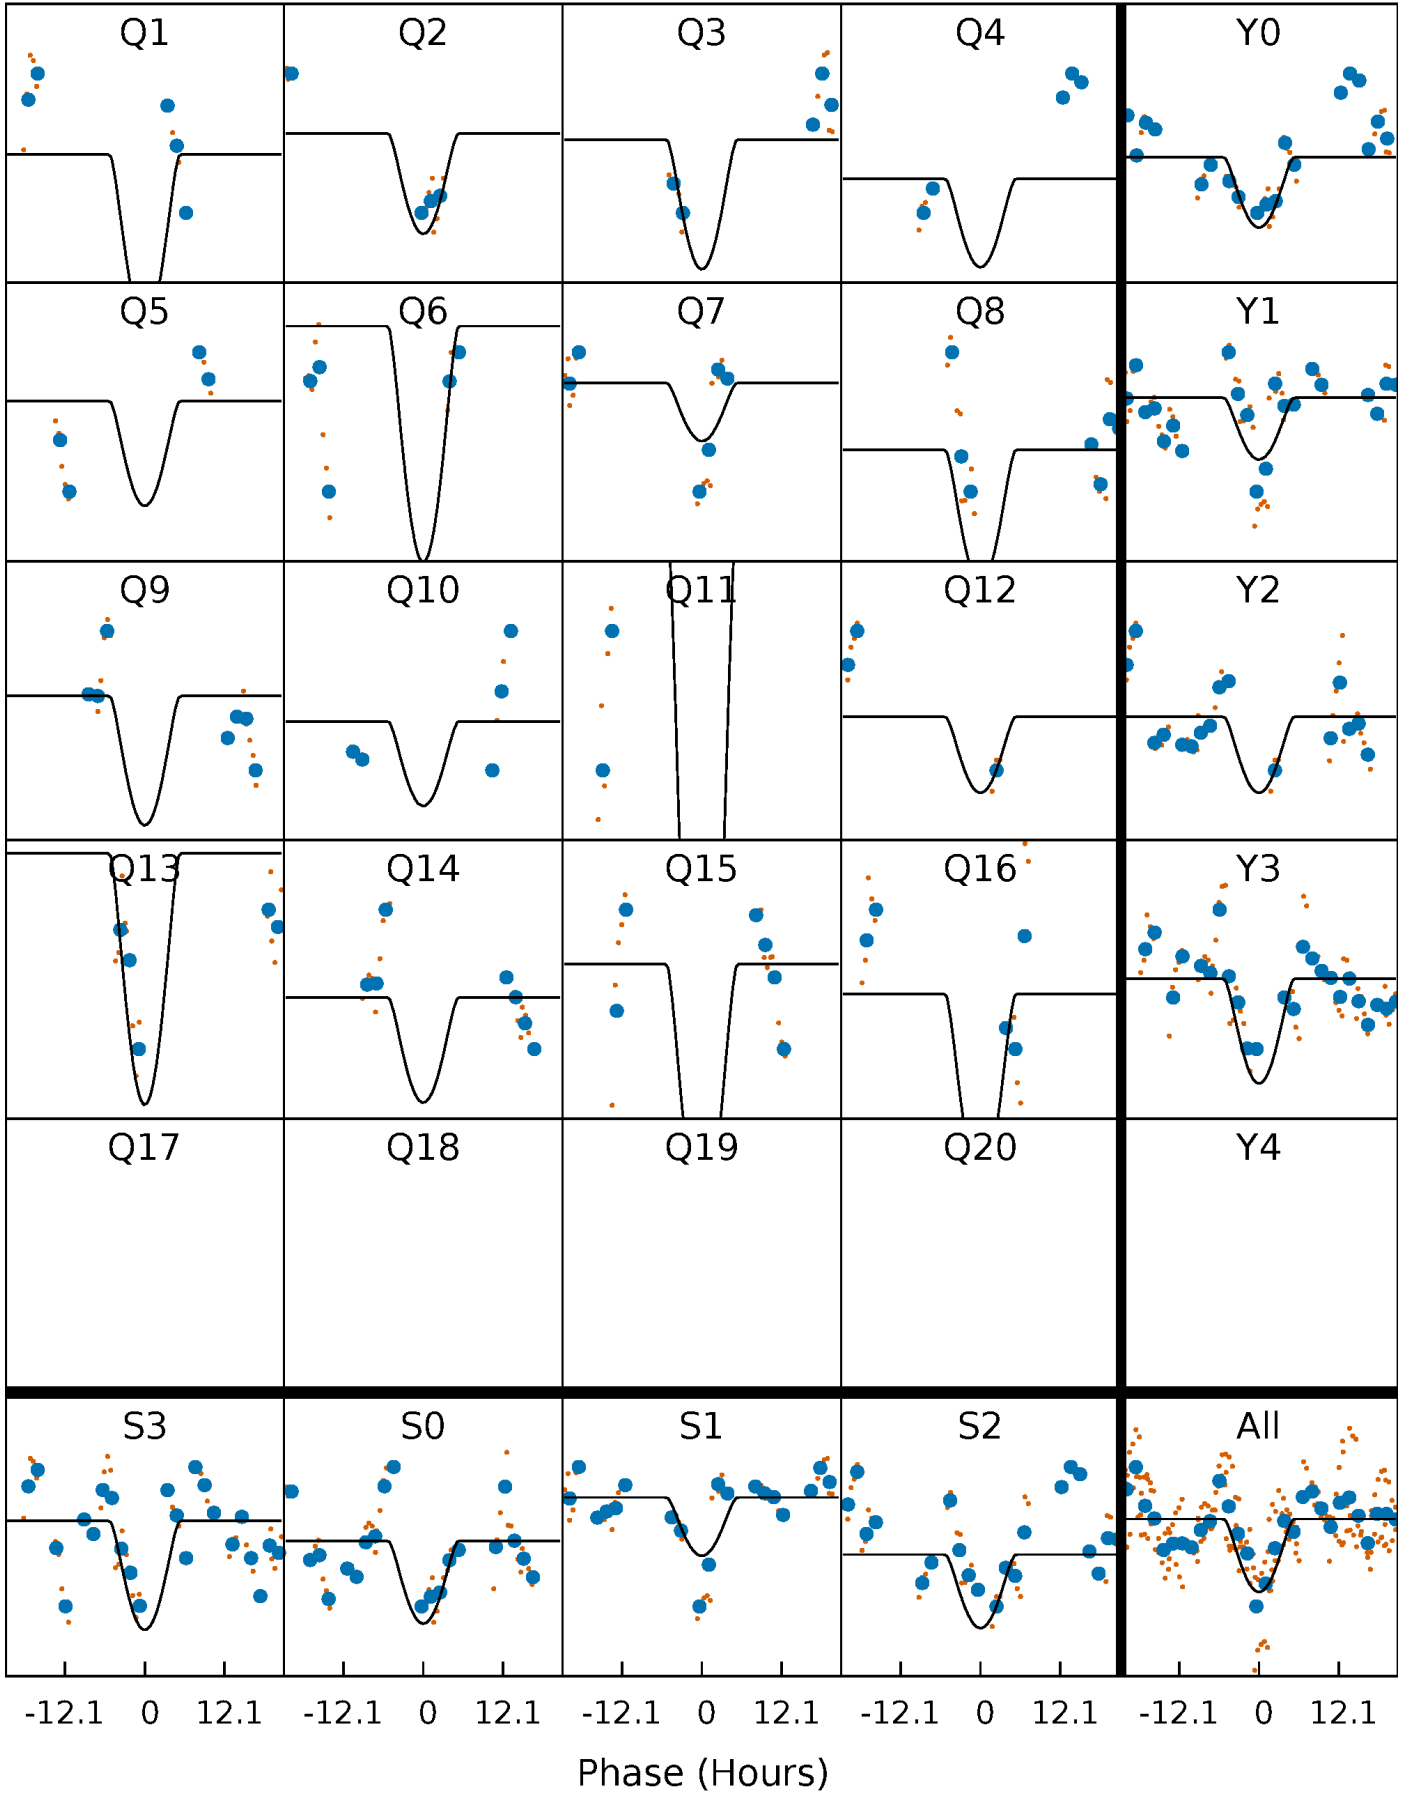 Q1 Q2 Q3 Q4 Y0
Q5 Q6 Q7 Q8 Y1
Q9 Q10 Q11 Q12 Y2
Q13 Q14 Q15 Q16 Y3
Q17 Q18 Q19 Q20 Y4
S3 S0 S1 S2 All
-12.1 0 12.1 -12.1 0 12.1 -12.1 0 12.1 -12.1 0 12.1 -12.1 0 12.1
Phase (Hours)